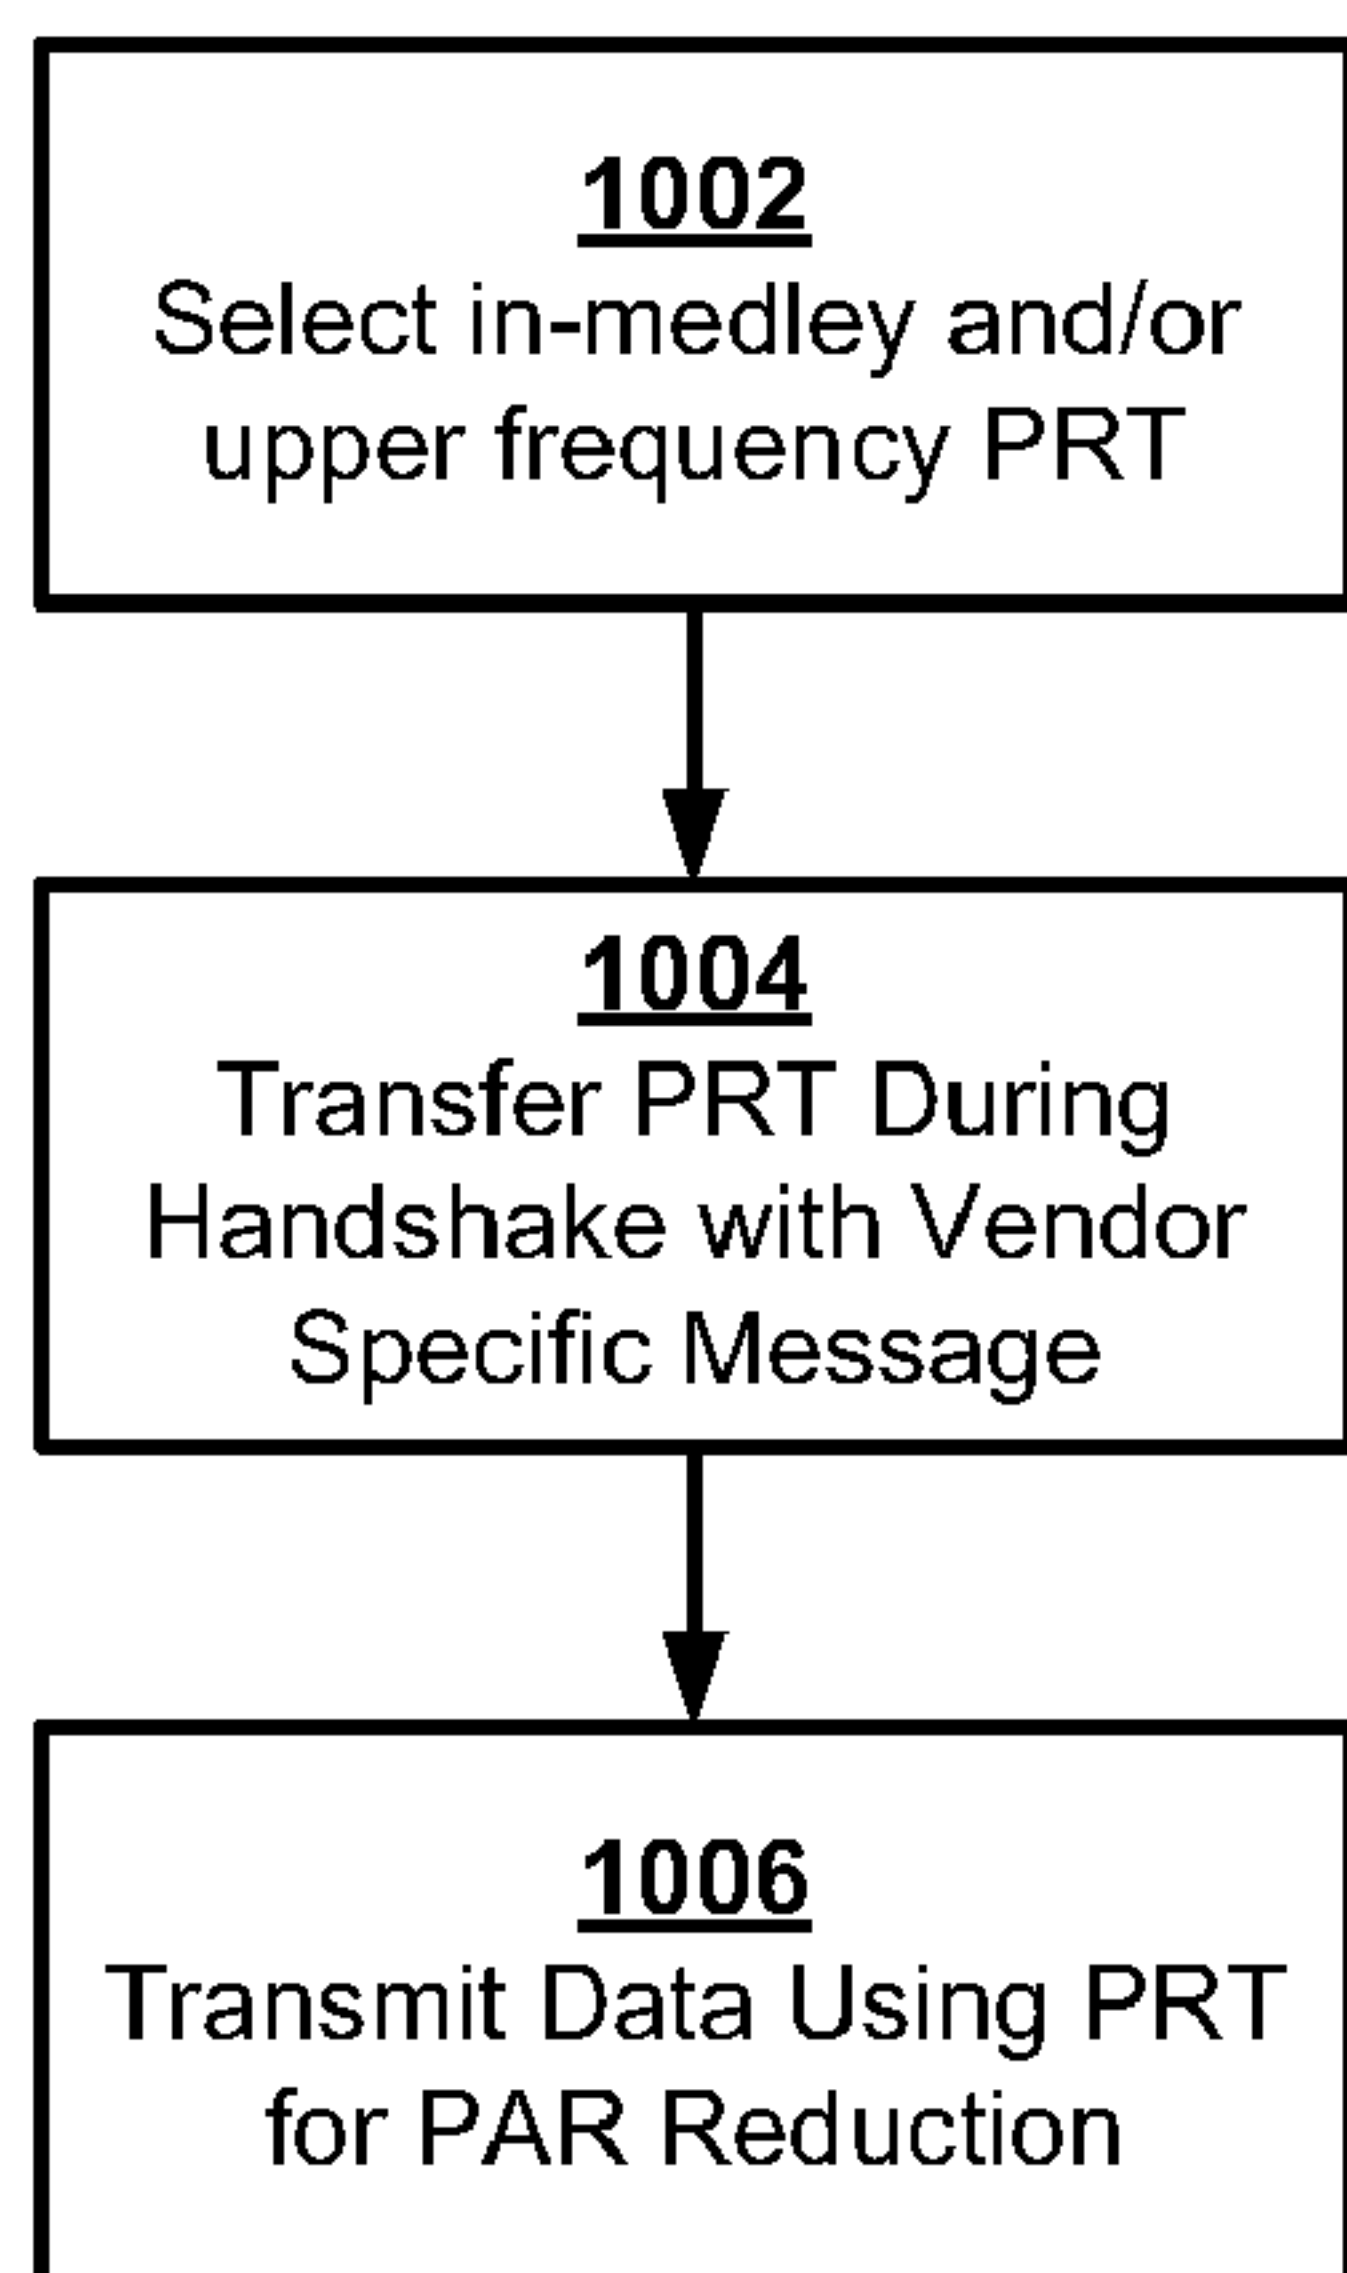 1002
Select in-medley and/or
upper frequency PRT
1004
Transfer PRT During
Handshake with Vendor
Specific Message
1006
Transmit Data Using PRT
for PAR Reduction